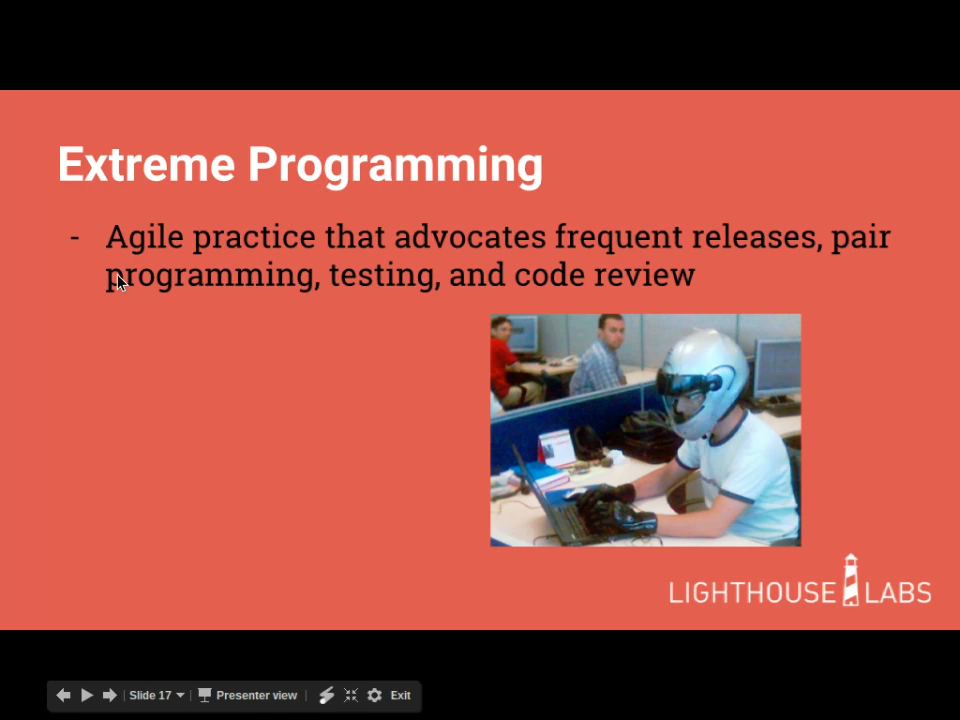 Extreme Programming
- Agile practice that advocates frequent releases, pair
programming, testing, and code review
LIGHTHOUSE LABS
Slide 17 Presenter view Exit